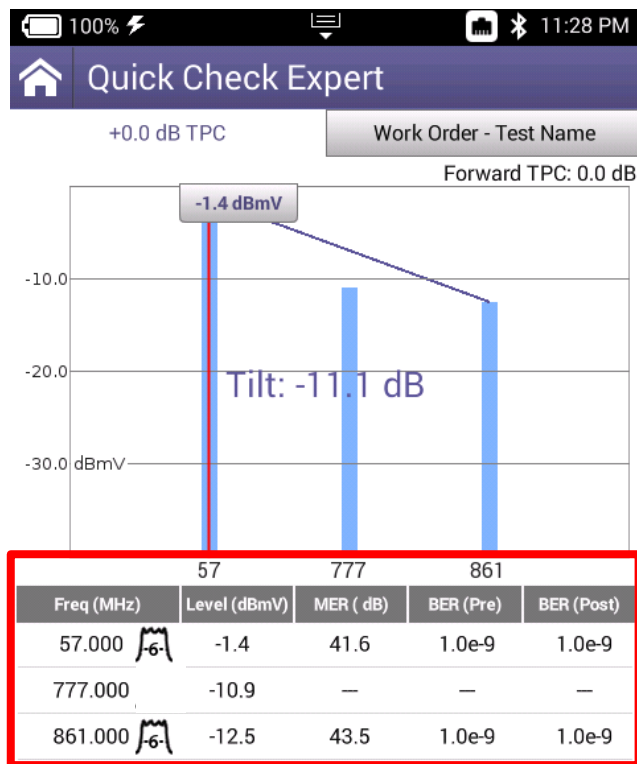 100% 11:28 PM
Quick Check Expert
+0.0 dB TPC Work Order - Test Name
Forward TPC: 0.0 dB
-1.4 dBmV
-10.0
-20.0
Tilt: -11.1 dB
-30.0 dBmV
57 777 861
Freq (MHz) Level (dBmV) MER ( dB) BER (Pre) BER (Post)
57.000 -6- -1.4 41.6 1.0e-9 1.0e-9
777.000 -10.9 --- --- ---
861.000 -6- -12.5 43.5 1.0e-9 1.0e-9